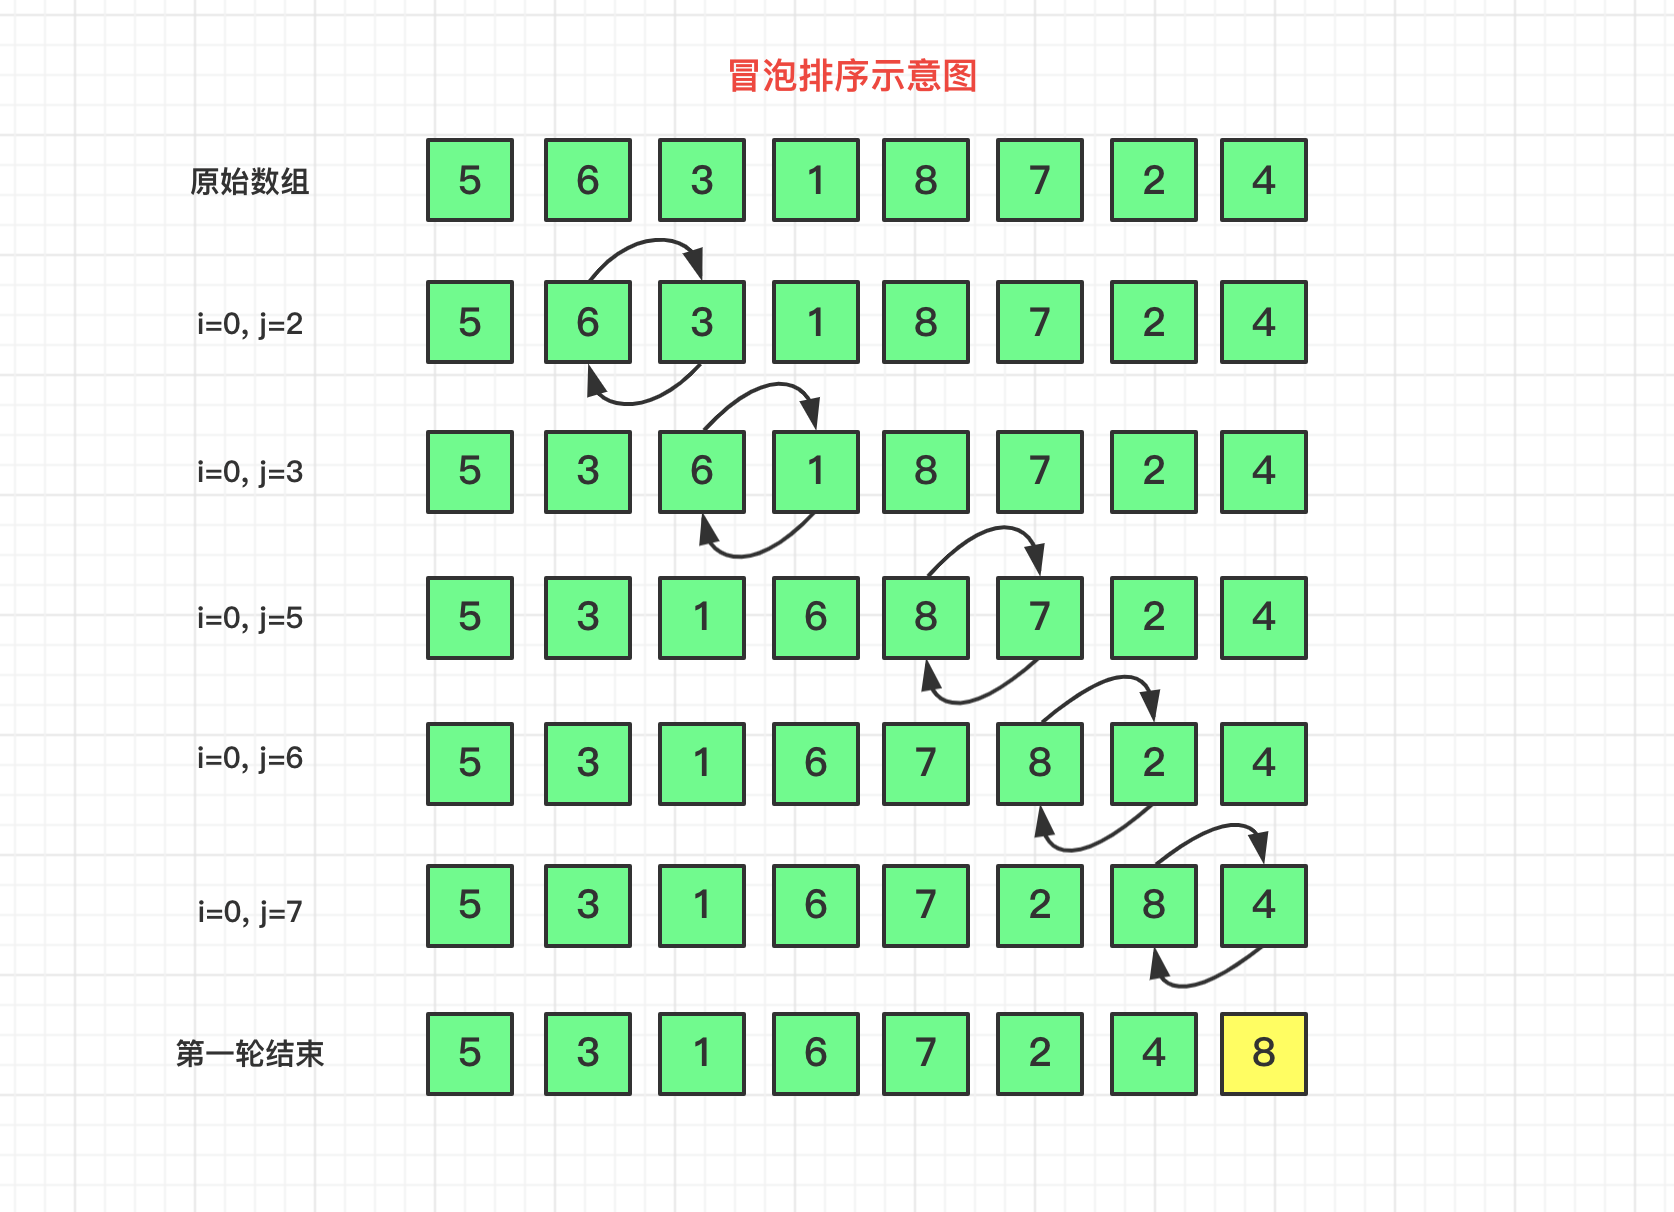 冒泡排序示意图
原始数组 5 6 3 1 8 7 2 4
i=0, j=2 5 6 3 1 8 7 2 4
i=0, j=3 5 3 6 1 8 7 2 4
i=0, j=5 5 3 1 6 8 7 2 4
i=0, j=6 5 3 1 6 7 8 2 4
i=0, j=7 5 3 1 6 7 2 8 4
第一轮结束 5 3 1 6 7 2 4 8